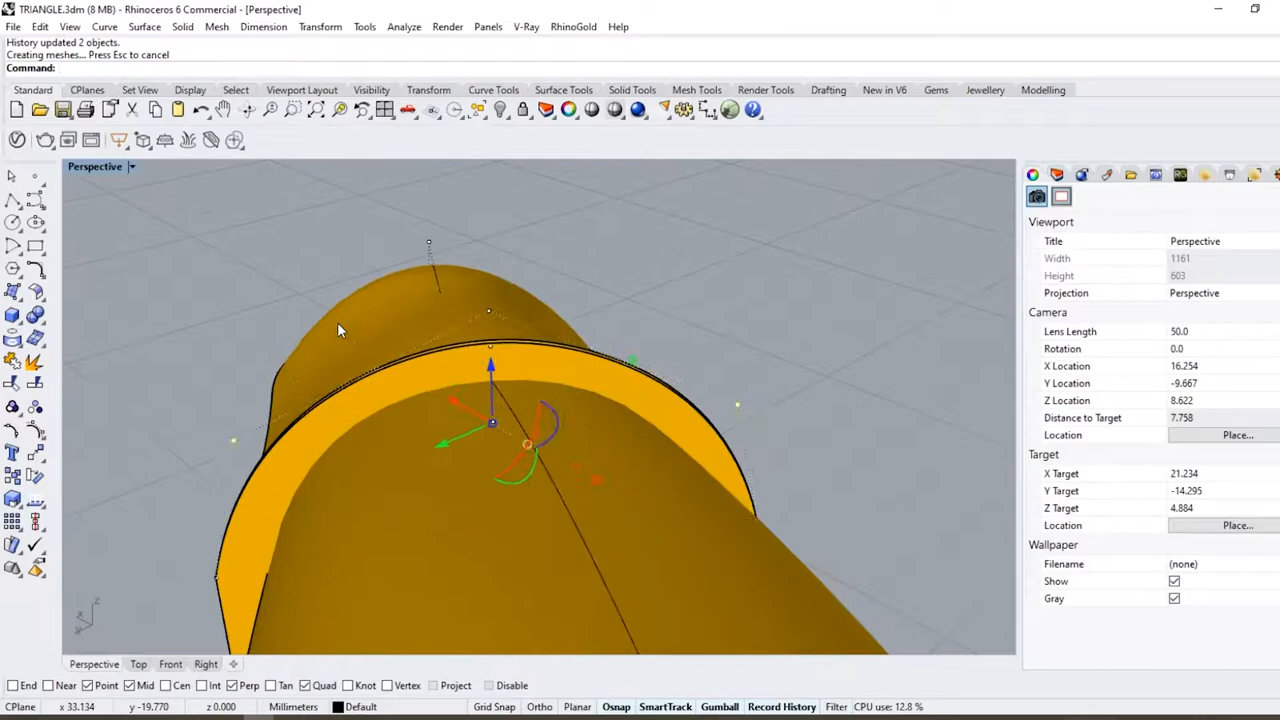 TRIANGLE.3dm (8 MB) - Rhinoceros 6 Commercial - [Perspective]
File Edit View Curve Surface Solid Mesh Dimension Transform Tools Analyze Render Panels V-Ray RhinoGold Help
History updated 2 objects.
Creating meshes... Press Esc to cancel
Command:
Standard CPlanes Set View Display Select Viewport Layout Visibility Transform Curve Tools Surface Tools Solid Tools Mesh Tools Render Tools Drafting New in V6 Gems Jewellery Modelling
Perspective
Viewport
Title Perspective
Width 1161
Height 603
Projection Perspective
Camera
Lens Length 50.0
Rotation 0.0
X Location 16.254
Y Location -9.667
Z Location 8.622
Distance to Target 7.758
Location Place...
Target
X Target 21.234
Y Target -14.295
Z Target 4.884
Location Place...
Wallpaper
Filename (none)
Show
Gray
z
x
y
Perspective Top Front Right
End Near Point Mid Cen Int Perp Tan Quad Knot Vertex Project Disable
CPlane x 33.134 y -19.770 z 0.000 Millimeters Default Grid Snap Ortho Planar Osnap SmartTrack Gumball Record History Filter CPU use: 12.8 %